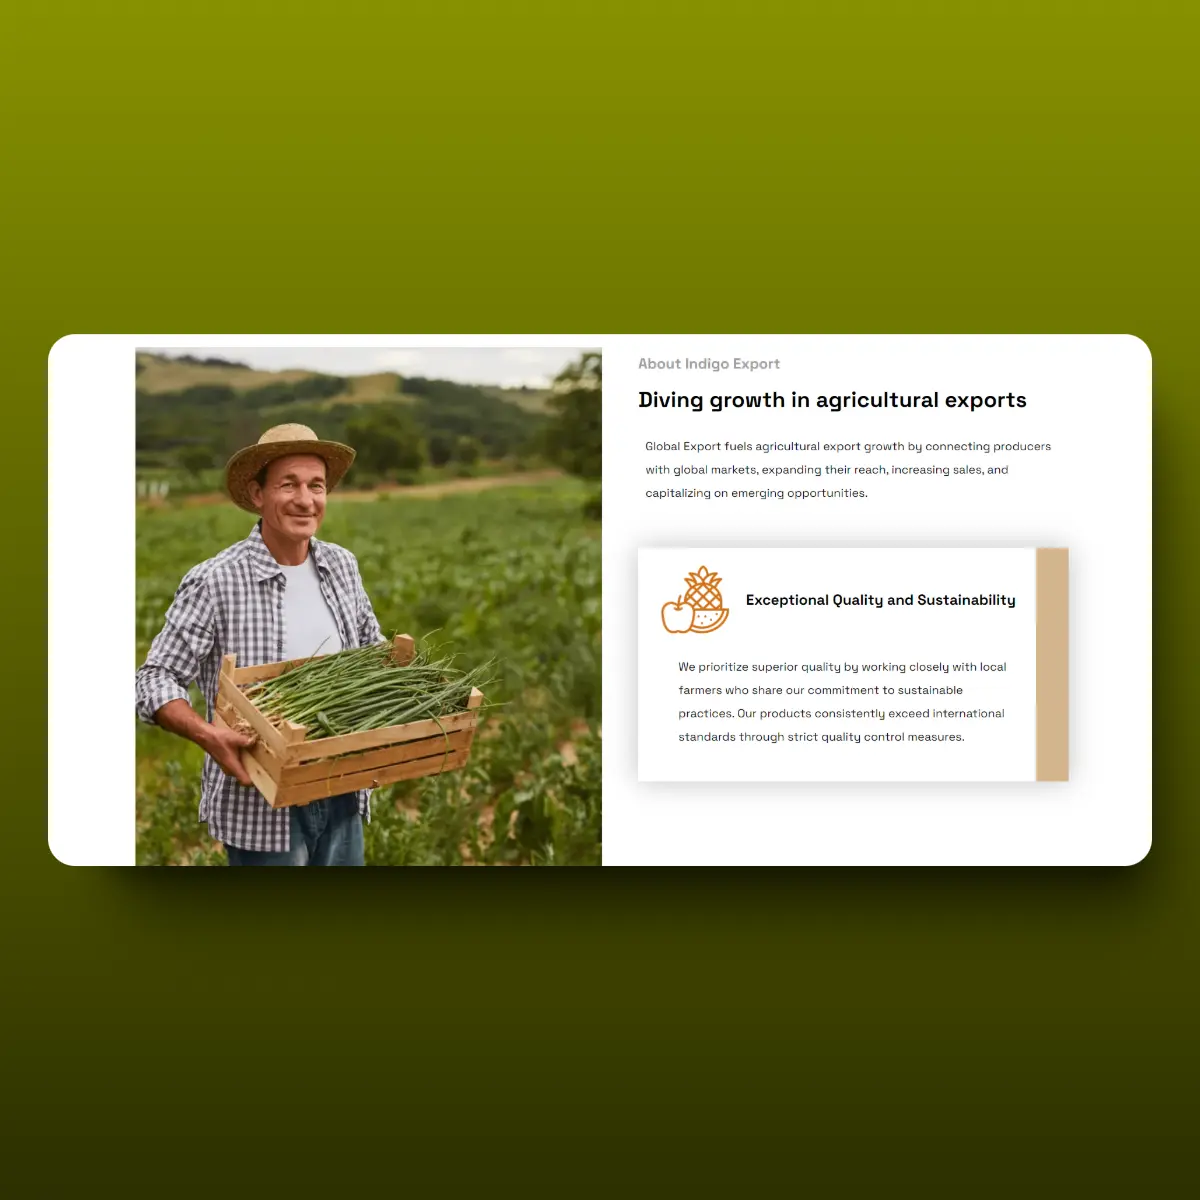 About Indigo Export
Diving growth in agricultural exports
Global Export fuels agricultural export growth by connecting producers
with global markets, expanding their reach, increasing sales, and
capitalizing on emerging opportunities.
Exceptional Quality and Sustainability
We prioritize superior quality by working closely with local
farmers who share our commitment to sustainable
practices. Our products consistently exceed international
standards through strict quality control measures.